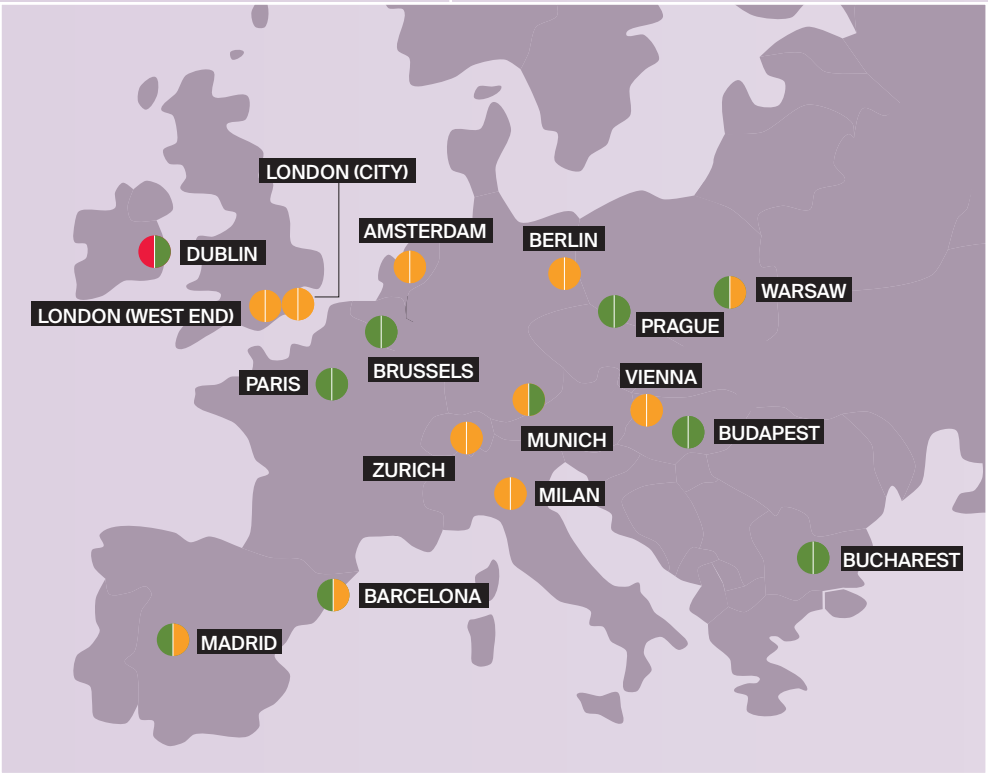 LONDON (CITY)
AMSTERDAM
BERLIN
DUBLIN
WARSAW
LONDON (WEST END)
PRAGUE
BRUSSELS
PARIS
VIENNA
MUNICH
BUDAPEST
ZURICH
MILAN
BUCHAREST
BARCELONA
MADRID